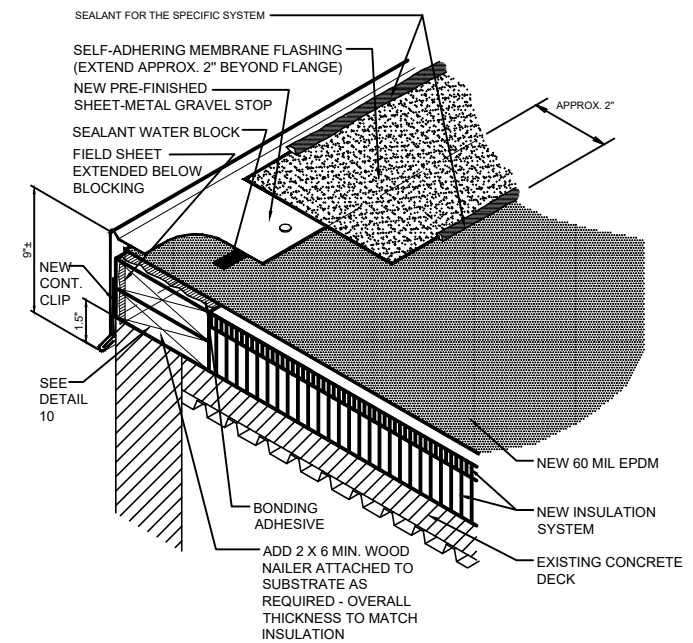 SEALANT FOR THE SPECIFIC SYSTEM
SELF-ADHERING MEMBRANE FLASHING
(EXTEND APPROX. 2" BEYOND FLANGE)
NEW PRE-FINISHED
SHEET-METAL GRAVEL STOP
APPROX. 2"
SEALANT WATER BLOCK
FIELD SHEET
EXTENDED BELOW
BLOCKING
9"±
NEW
CONT.
CLIP
1.5"
SEE
DETAIL
10
NEW 60 MIL EPDM
BONDING
ADHESIVE
NEW INSULATION
SYSTEM
ADD 2 X 6 MIN. WOOD
NAILER ATTACHED TO
SUBSTRATE AS
REQUIRED - OVERALL
THICKNESS TO MATCH
INSULATION
EXISTING CONCRETE
DECK